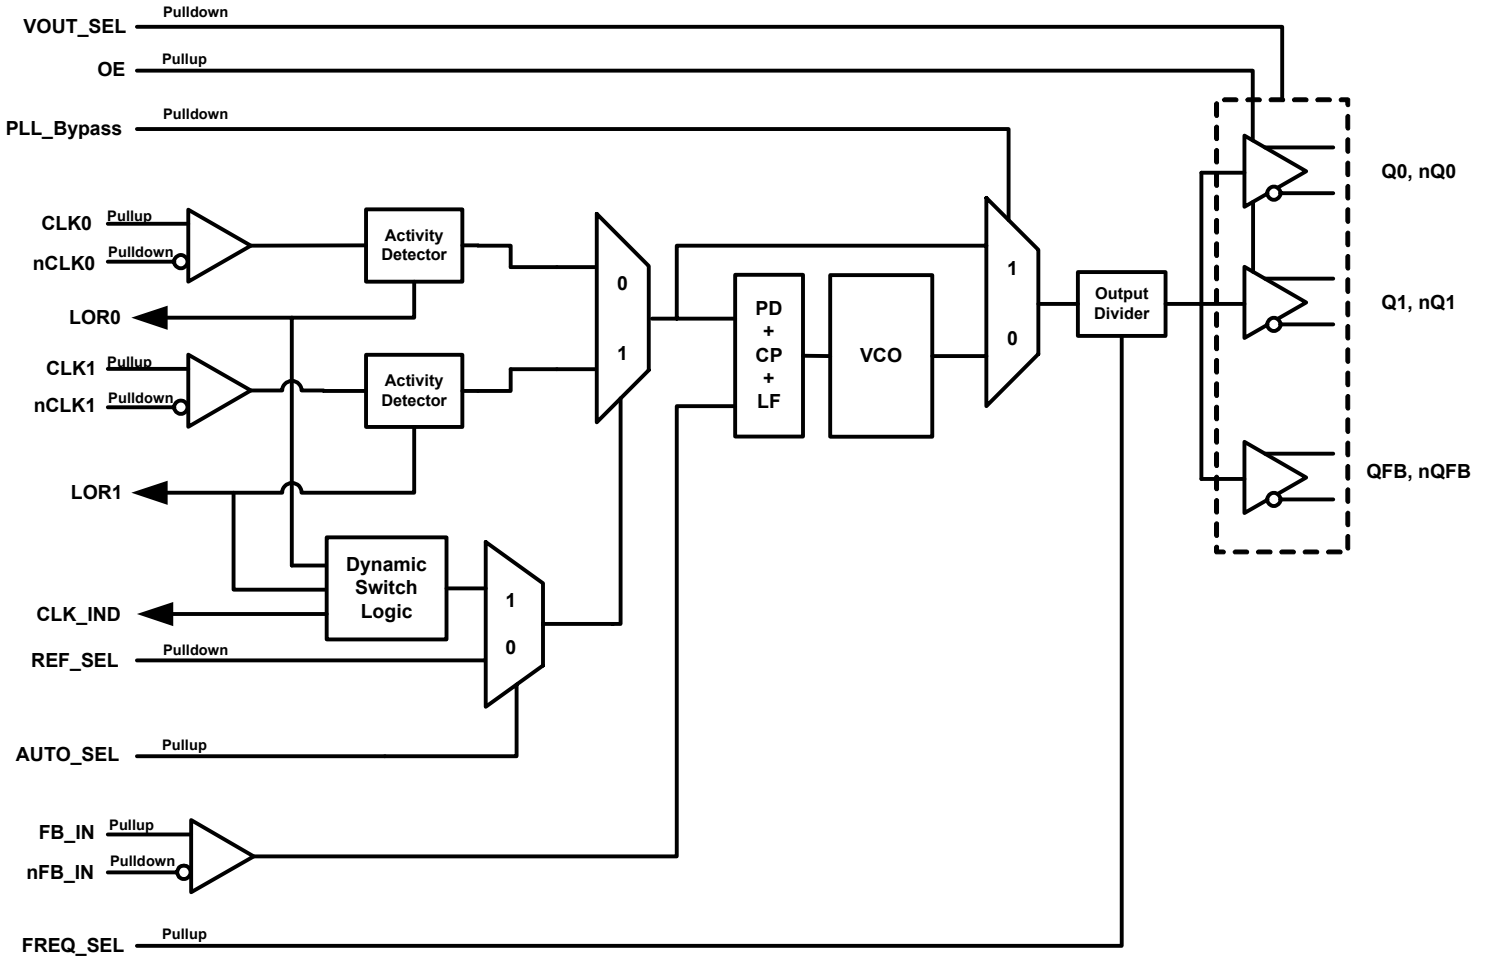 VOUT_SEL
Pulldown
OE
Pullup
PLL_Bypass
Pulldown
CLK0
Pullup
nCLK0
Pulldown
Activity
Detector
LOR0
CLK1
Pullup
nCLK1
Pulldown
Activity
Detector
LOR1
0
1
Dynamic
Switch
Logic
CLK_IND
REF_SEL
Pulldown
1
0
AUTO_SEL
Pullup
FB_IN
Pullup
nFB_IN
Pulldown
FREQ_SEL
Pullup
PD
+
CP
+
LF
VCO
1
0
Output
Divider
Q0, nQ0
Q1, nQ1
QFB, nQFB